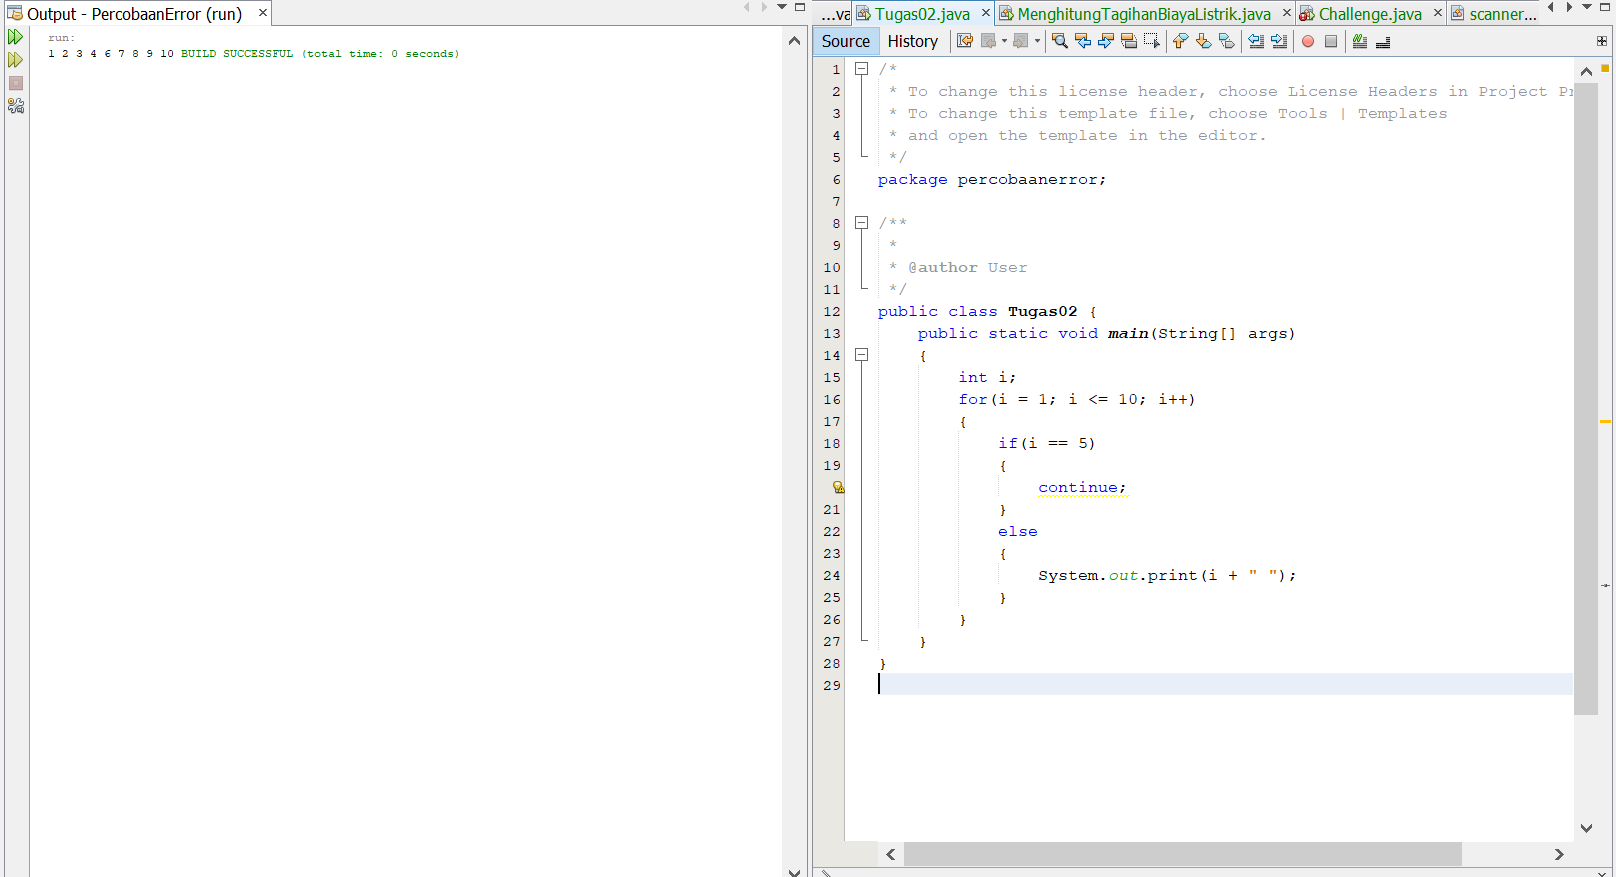 Output - PercobaanError (run)
run:
1 2 3 4 6 7 8 9 10 BUILD SUCCESSFUL (total time: 0 seconds)
...va Tugas02.java MenghitungTagihanBiayaListrik.java Challenge.java scanner...
Source History
1 /*
2 * To change this license header, choose License Headers in Project Pr
3 * To change this template file, choose Tools | Templates
4 * and open the template in the editor.
5 */
6 package percobaanerror;
7
8 /**
9 *
10 * @author User
11 */
12 public class Tugas02 {
13 public static void main(String[] args)
14 {
15 int i;
16 for(i = 1; i <= 10; i++)
17 {
18 if(i == 5)
19 {
continue;
21 }
22 else
23 {
24 System.out.print(i + " ");
25 }
26 }
27 }
28 }
29